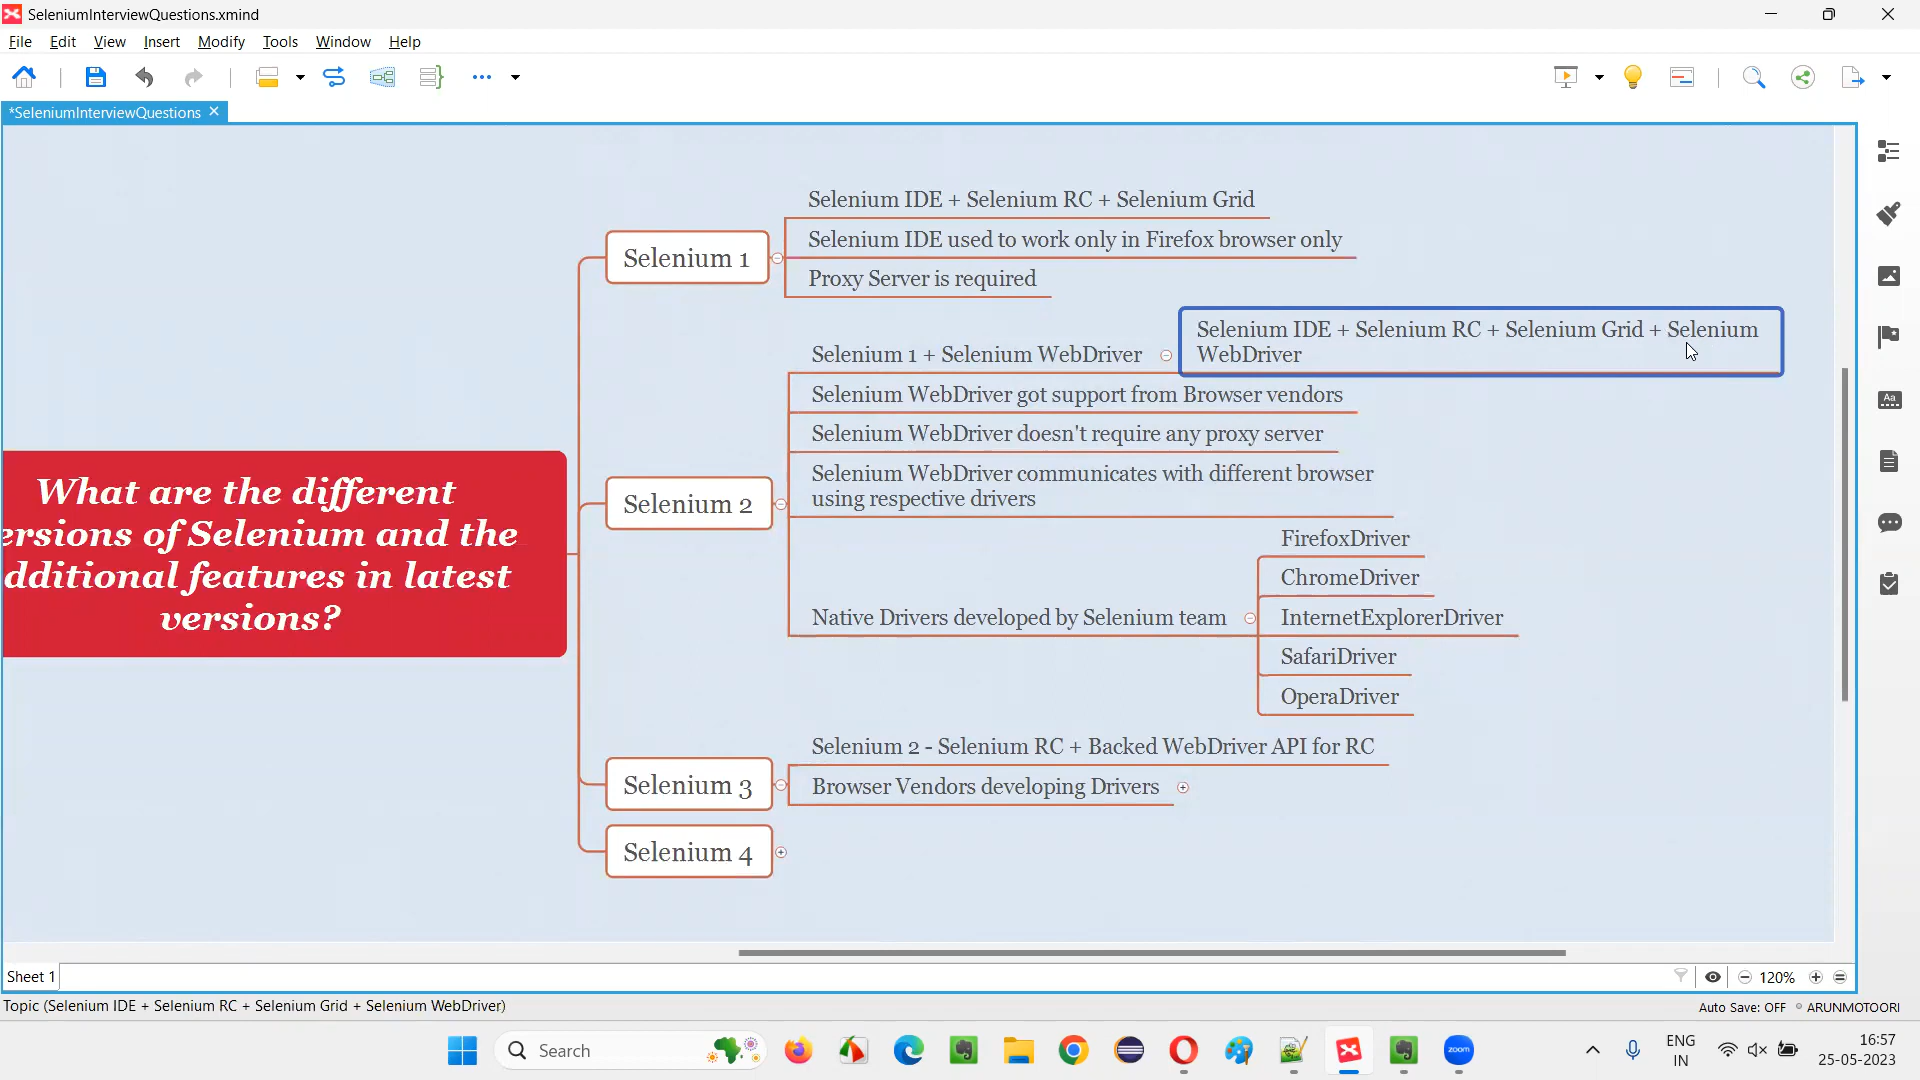 SeleniumInterviewQuestions.xmind
File Edit View Insert Modify Tools Window Help
*SeleniumInterviewQuestions
Selenium IDE + Selenium RC + Selenium Grid
Selenium 1
Selenium IDE used to work only in Firefox browser only
Proxy Server is required
Selenium IDE + Selenium RC + Selenium Grid + Selenium
WebDriver
Selenium 1 + Selenium WebDriver
Selenium WebDriver got support from Browser vendors
Selenium WebDriver doesn't require any proxy server
Selenium WebDriver communicates with different browser
using respective drivers
Selenium 2
What are the different
ersions of Selenium and the
dditional features in latest
versions?
FirefoxDriver
ChromeDriver
Native Drivers developed by Selenium team
InternetExplorerDriver
SafariDriver
OperaDriver
Selenium 2 - Selenium RC + Backed WebDriver API for RC
Selenium 3
Browser Vendors developing Drivers
Selenium 4
Sheet 1
120%
Topic (Selenium IDE + Selenium RC + Selenium Grid + Selenium WebDriver)
Auto Save: OFF
ARUNMOTOORI
Search
zoom
ENG
IN
16:57
25-05-2023
Aa